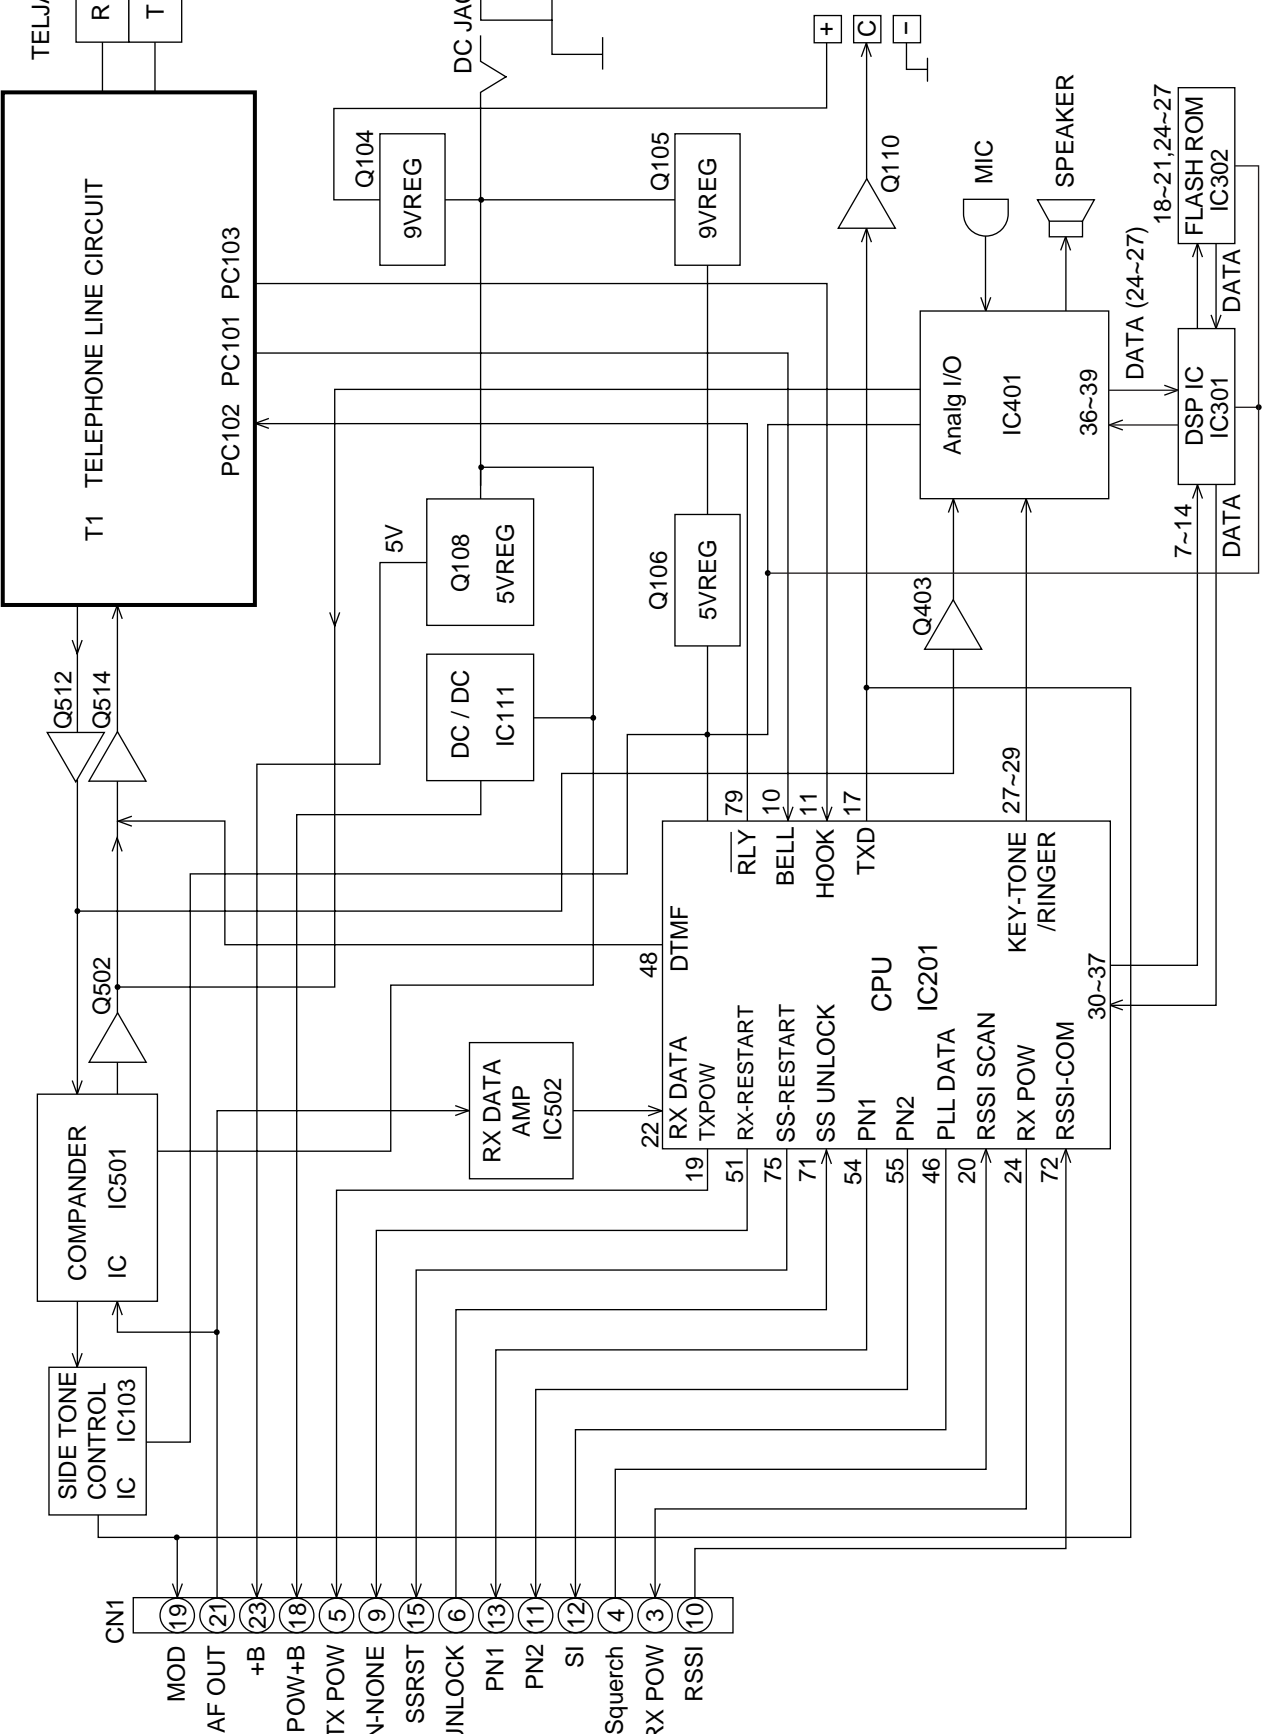 TELJA
R
T
DC JAC
+
C
−
Q104
9VREG
Q105
9VREG
Q110
MIC
SPEAKER
18~21,24~27
FLASH ROM
IC302
DATA
T1 TELEPHONE LINE CIRCUIT
PC102 PC101 PC103
DATA (24~27)
Analg I/O
IC401
36~39
DSP IC
IC301
7~14
DATA
5V
Q108
5VREG
Q106
5VREG
Q403
Q512
Q514
DC / DC
IC111
79
10
11
17
27~29
RLY
BELL
HOOK
TXD
KEY-TONE
/RINGER
48
DTMF
CPU
IC201
30~37
Q502
COMPANDER
IC IC501
RX DATA
AMP
IC502
22
RX DATA
TXPOW
RX-RESTART
SS-RESTART
SS UNLOCK
PN1
PN2
PLL DATA
RSSI SCAN
RX POW
RSSI-COM
19
51
75
71
54
55
46
20
24
72
SIDE TONE
CONTROL
IC IC103
CN1
19
21
23
18
5
9
15
6
13
11
12
4
3
10
MOD
AF OUT
+B
POW+B
TX POW
N-NONE
SSRST
UNLOCK
PN1
PN2
SI
Squerch
RX POW
RSSI